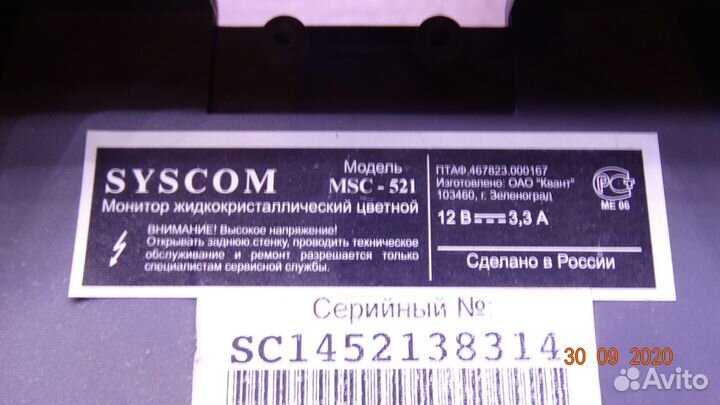 SYSCOM
Модель
MSC - 521
Монитор жидкокристаллический цветной
ВНИМАНИЕ! Высокое напряжение!
Открывать заднюю стенку, проводить техническое
обслуживание и ремонт разрешается только
специалистам сервисной службы.
ПТАФ.467823.000167
Изготовлено: ОАО "Квант"
103460, г. Зеленоград
12 В 3,3 А
РСТ
МЕ 06
Сделано в России
Серийный №:
SC1452138314
30 09 2020
Avito